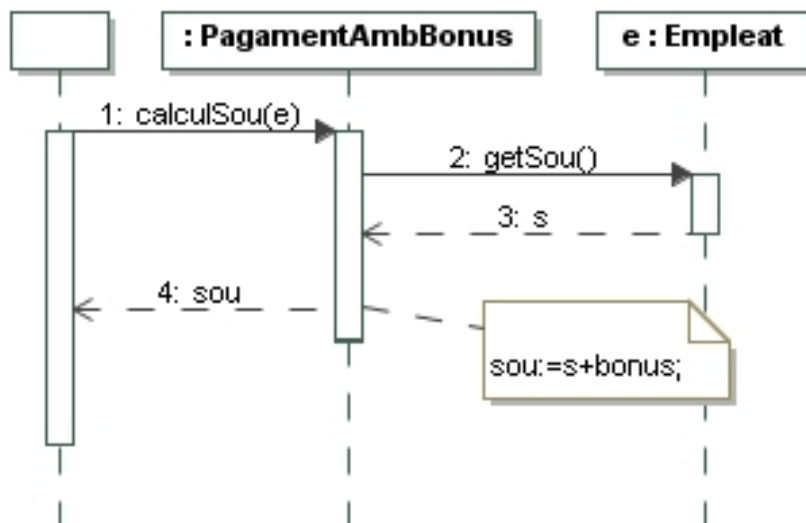 : PagamentAmbBonus
e : Empleat
1: calculSou(e)
2: getSou()
3: s
4: sou
sou:=s+bonus;